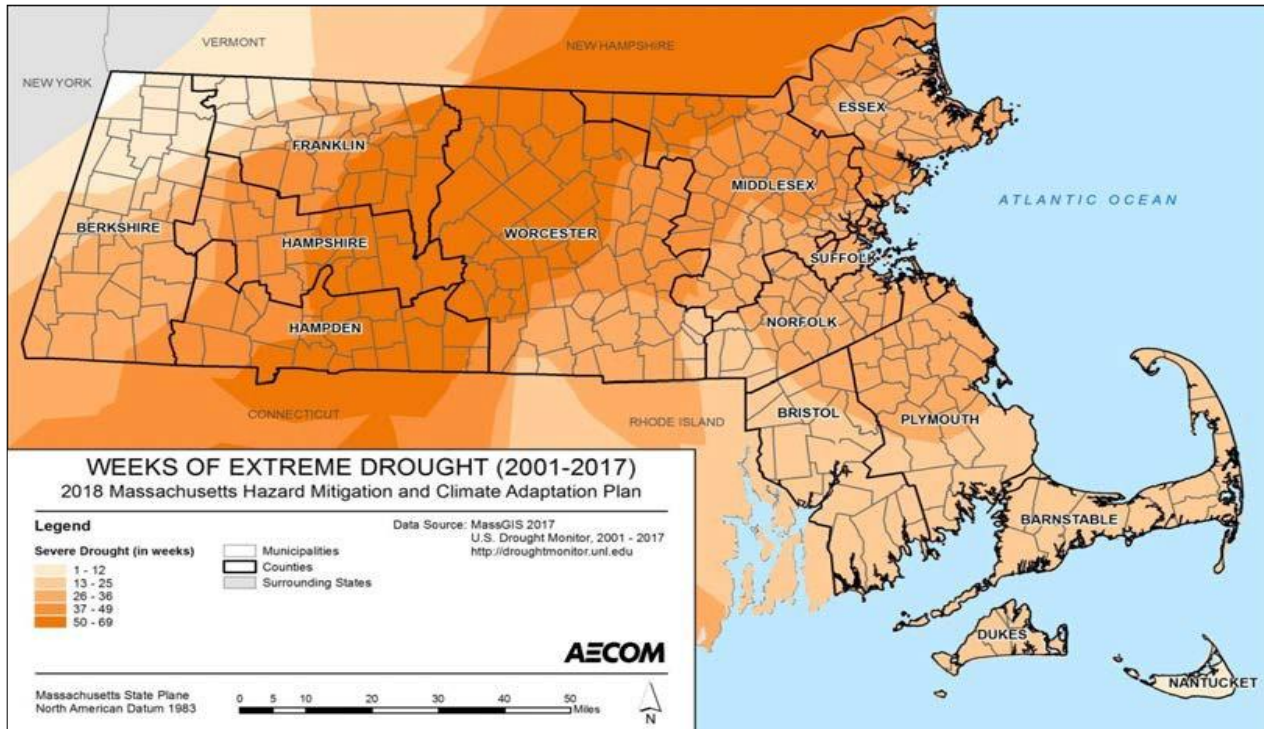 VERMONT
NEW HAMPSHIRE
NEW YORK
ESSEX
FRANKLIN
MIDDLESEX
ATLANTIC OCEAN
BERKSHIRE
HAMPSHIRE
WORCESTER
SUFFOLK
HAMPDEN
NORFOLK
CONNECTICUT
RHODE ISLAND
BRISTOL
PLYMOUTH
BARNSTABLE
DUKES
NANTUCKET
WEEKS OF EXTREME DROUGHT (2001-2017)
2018 Massachusetts Hazard Mitigation and Climate Adaptation Plan
Legend
Severe Drought (in weeks)
1 - 12
13 - 25
26 - 36
37 - 49
50 - 69
Municipalities
Counties
Surrounding States
Data Source: MassGIS 2017
U.S. Drought Monitor, 2001 - 2017
http://droughtmonitor.unl.edu
AECOM
Massachusetts State Plane
North American Datum 1983
0 5 10 20 30 40 50
Miles
N